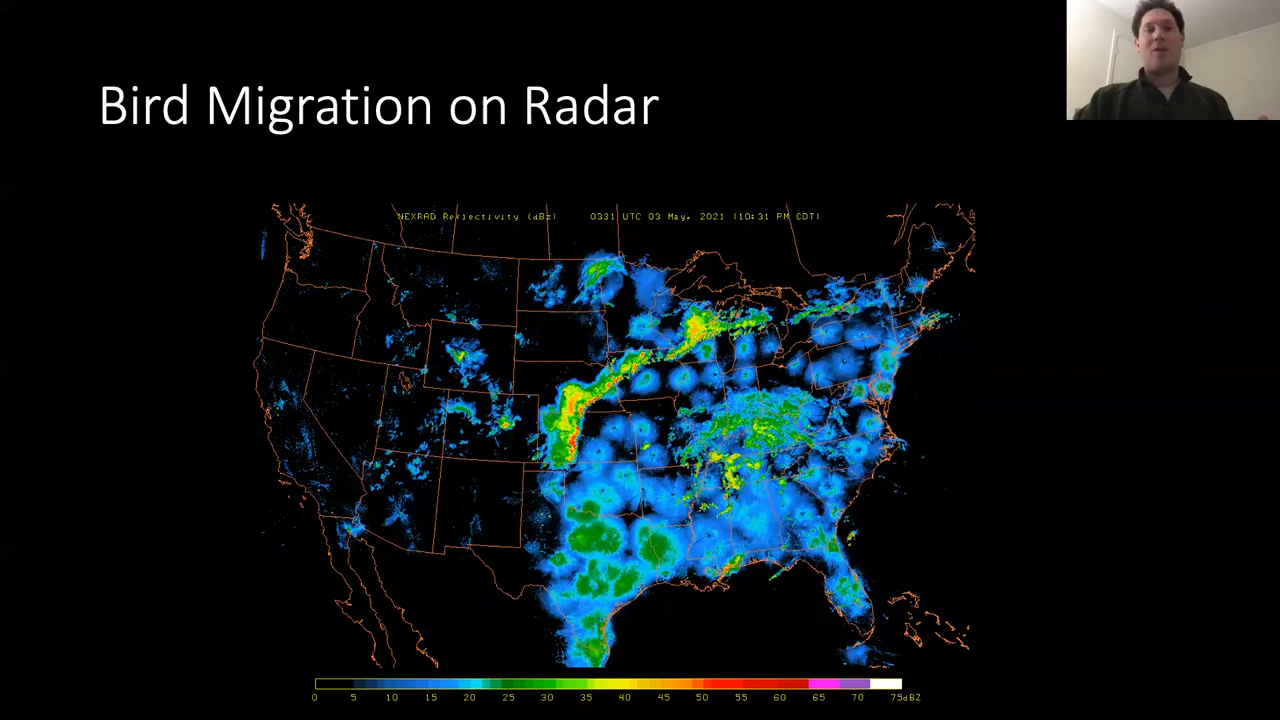 Bird Migration on Radar
NEXRAD Reflectivity (dBz) 0331 UTC 03 May, 2021 (10:31 PM CDT)
0 5 10 15 20 25 30 35 40 45 50 55 60 65 70 75dBZ